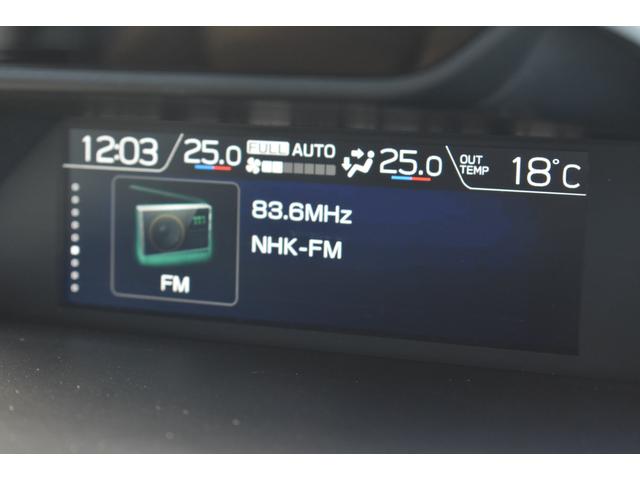 12:03 25.0 FULL AUTO 25.0 OUT TEMP 18°C
83.6MHz
NHK-FM
FM